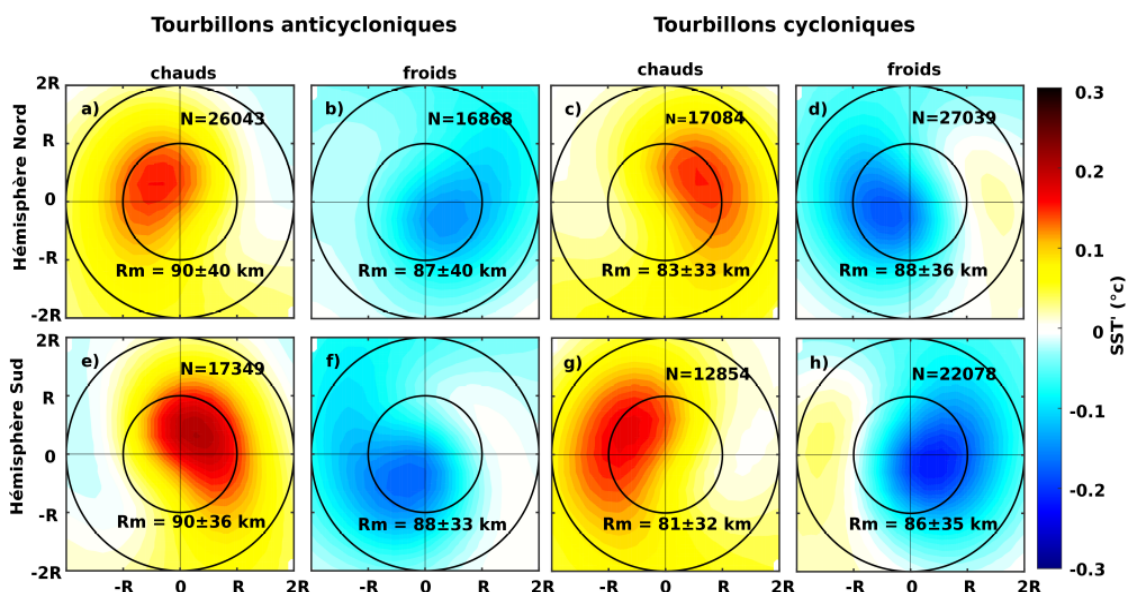 Tourbillons anticycloniques Tourbillons cycloniques
chauds froids chauds froids
Hémisphère Nord
2R
R
0
-R
-2R
a) N=26043 Rm = 90±40 km
b) N=16868 Rm = 87±40 km
c) N=17084 Rm = 83±33 km
d) N=27039 Rm = 88±36 km
Hémisphère Sud
2R
R
0
-R
-2R
e) N=17349 Rm = 90±36 km
f) Rm = 88±33 km
g) N=12854 Rm = 81±32 km
h) N=22078 Rm = 86±35 km
-R 0 R 2R -R 0 R 2R -R 0 R 2R -R 0 R 2R
0.3
0.2
0.1
0
-0.1
-0.2
-0.3
SST' (°c)